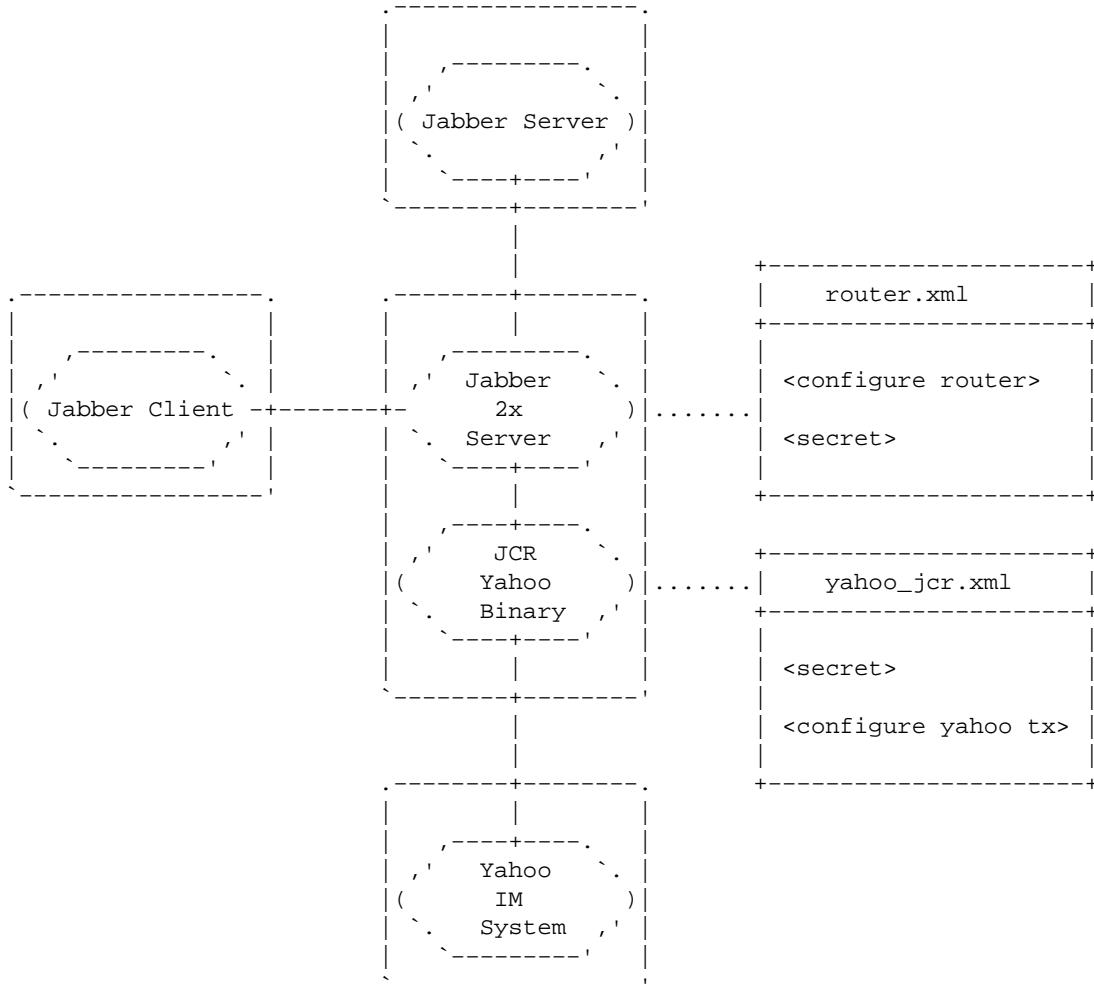 Jabber Server
router.xml
Jabber
<configure router>
Jabber Client
2x
Server
<secret>
JCR
Yahoo
yahoo_jcr.xml
Binary
<secret>
<configure yahoo tx>
Yahoo
IM
System